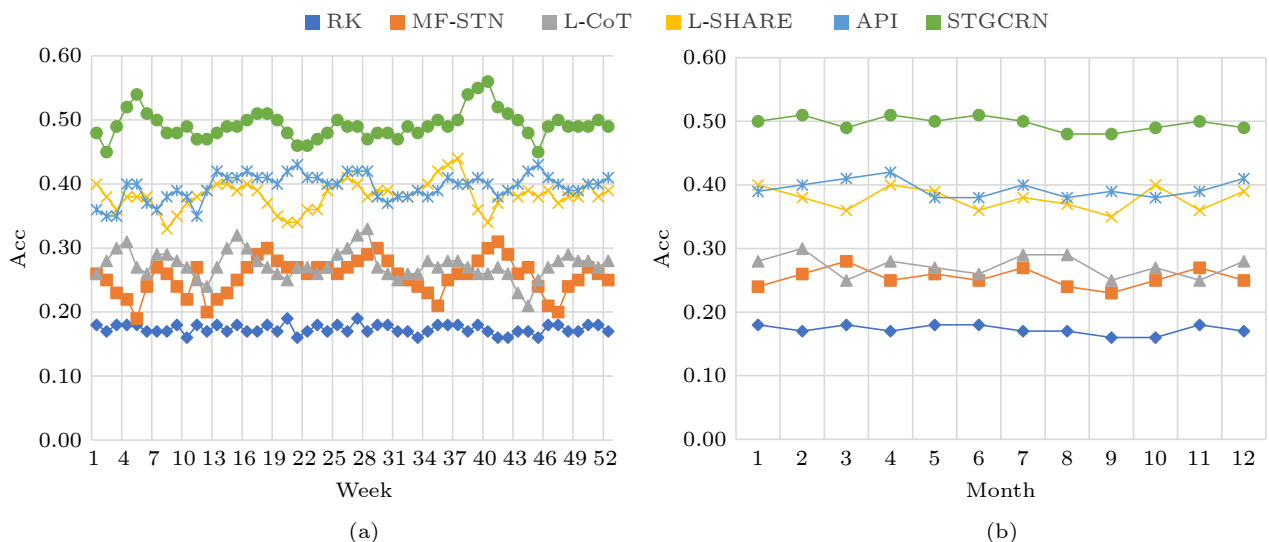 RK MF-STN L-CoT L-SHARE API STGCRN
0.60
0.50
0.40
0.30
0.20
0.10
0.00
Acc
1 4 7 10 13 16 19 22 25 28 31 34 37 40 43 46 49 52
Week
(a)
0.60
0.50
0.40
0.30
0.20
0.10
0.00
Acc
1 2 3 4 5 6 7 8 9 10 11 12
Month
(b)